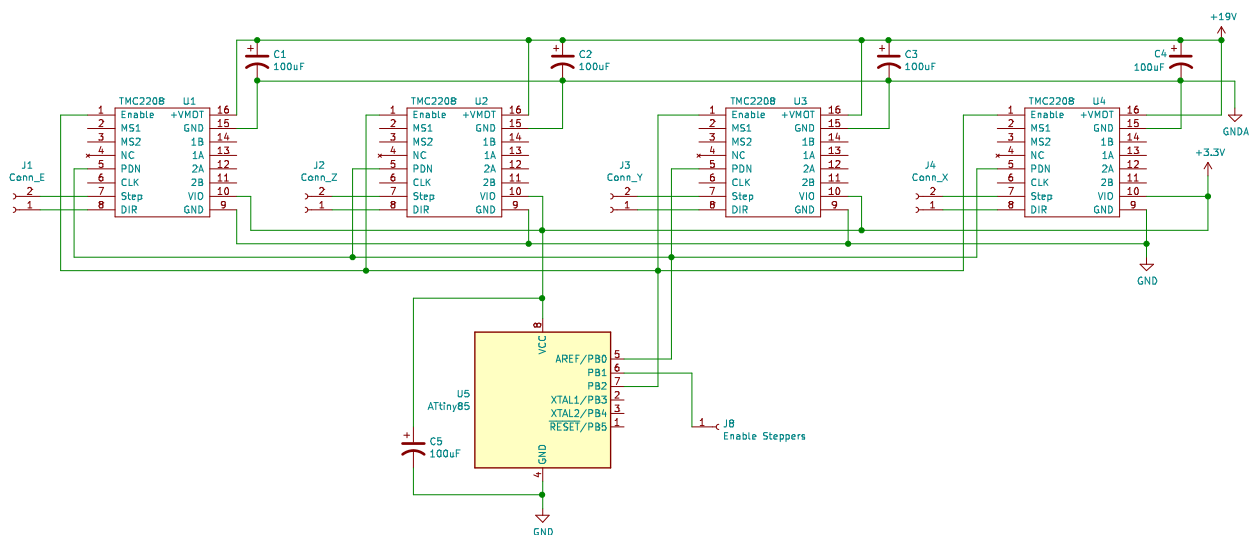 +19V
C1
100uF
C2
100uF
C3
100uF
C4
100uF
GNDA
+3.3V
TMC2208 U1
1 Enable +VMOT 16
2 MS1 GND 15
3 MS2 1B 14
4 NC 1A 13
5 PDN 2A 12
6 CLK 2B 11
7 Step VIO 10
8 DIR GND 9
J1
Conn_E
2
1
TMC2208 U2
1 Enable +VMOT 16
2 MS1 GND 15
3 MS2 1B 14
4 NC 1A 13
5 PDN 2A 12
6 CLK 2B 11
7 Step VIO 10
8 DIR GND 9
J2
Conn_Z
2
1
TMC2208 U3
1 Enable +VMOT 16
2 MS1 GND 15
3 MS2 1B 14
4 NC 1A 13
5 PDN 2A 12
6 CLK 2B 11
7 Step VIO 10
8 DIR GND 9
J3
Conn_Y
2
1
TMC2208 U4
1 Enable +VMOT 16
2 MS1 GND 15
3 MS2 1B 14
4 NC 1A 13
5 PDN 2A 12
6 CLK 2B 11
7 Step VIO 10
8 DIR GND 9
J4
Conn_X
2
1
GND
8
VCC
AREF/PB0 5
PB1 6
PB2 7
XTAL1/PB3 2
XTAL2/PB4 3
RESET/PB5 1
U5
ATtiny85
GND
4
C5
100uF
1 J8
Enable Steppers
GND